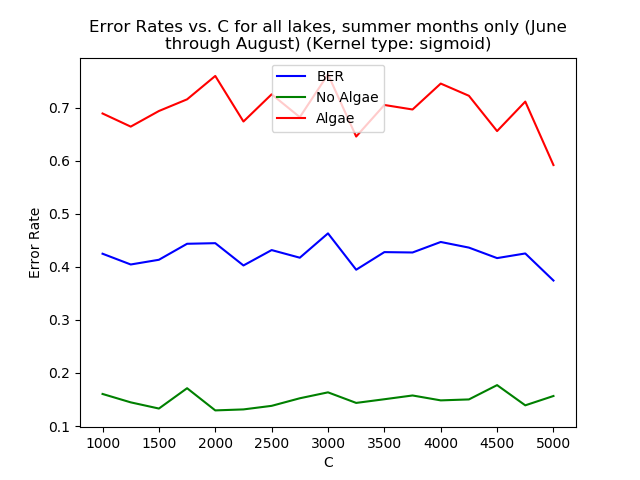 Error Rates vs. C for all lakes, summer months only (June
through August) (Kernel type: sigmoid)
BER
No Algae
Algae
Error Rate
0.7
0.6
0.5
0.4
0.3
0.2
0.1
1000 1500 2000 2500 3000 3500 4000 4500 5000
C